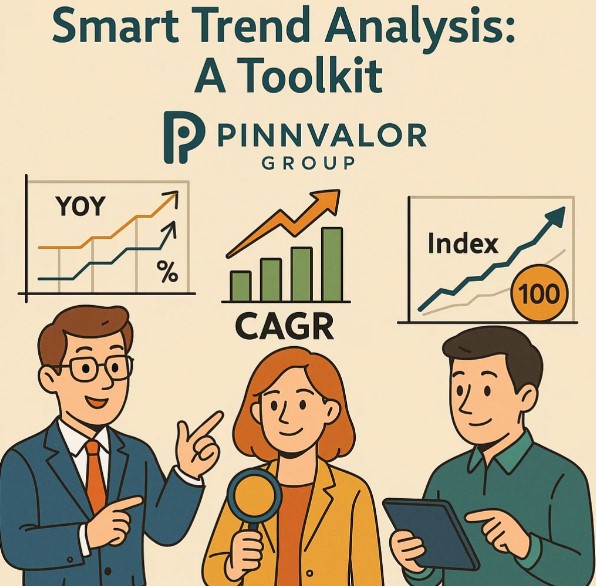 Smart Trend Analysis:
A Toolkit
PINNVALOR
GROUP
YOY
%
CAGR
Index
100